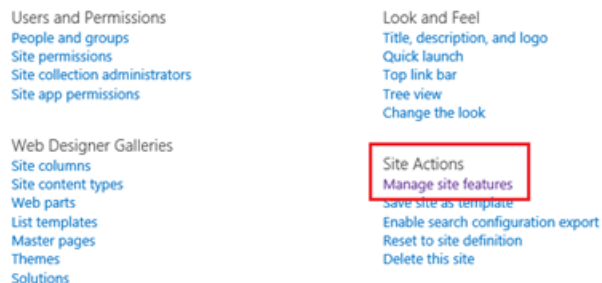 Users and Permissions
People and groups
Site permissions
Site collection administrators
Site app permissions
Look and Feel
Title, description, and logo
Quick launch
Top link bar
Tree view
Change the look
Web Designer Galleries
Site columns
Site content types
Web parts
List templates
Master pages
Themes
Solutions
Site Actions
Manage site features
Save site as template
Enable search configuration export
Reset to site definition
Delete this site